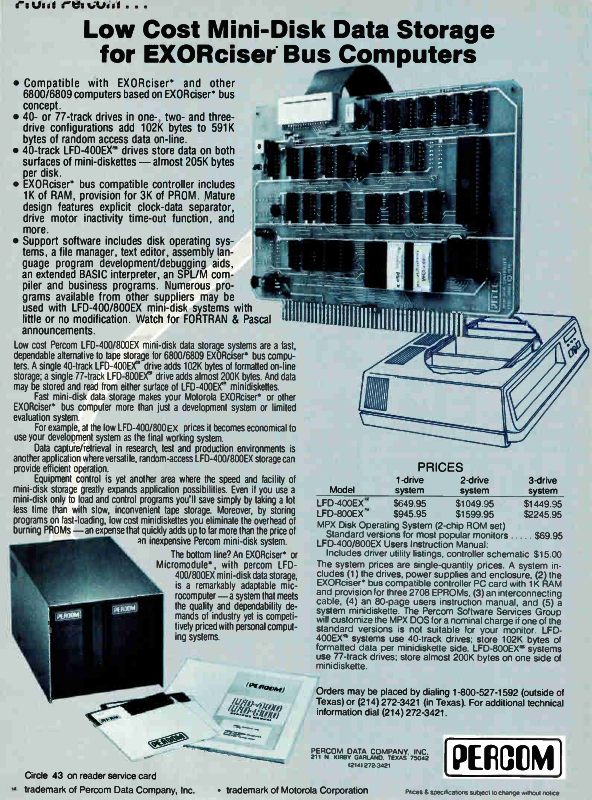 From Percom . . .
Low Cost Mini-Disk Data Storage
for EXORciser* Bus Computers
• Compatible with EXORciser* and other
6800/6809 computers based on EXORciser* bus
concept.
• 40- or 77-track drives in one-, two- and three-
drive configurations add 102K bytes to 591K
bytes of random access data on-line.
• 40-track LFD-400EX™ drives store data on both
surfaces of mini-diskettes — almost 205K bytes
per disk.
• EXORciser* bus compatible controller includes
1K of RAM, provision for 3K of PROM. Mature
design features explicit clock-data separator,
drive motor inactivity time-out function, and
more.
• Support software includes disk operating sys-
tems, a file manager, text editor, assembly lan-
guage program development/debugging aids,
an extended BASIC interpreter, an SPL/M com-
piler and business programs. Numerous pro-
grams available from other suppliers may be
used with LFD-400/800EX mini-disk systems with
little or no modification. Watch for FORTRAN & Pascal
announcements.
Low cost Percom LFD-400/800EX mini-disk data storage systems are a fast,
dependable alternative to tape storage for 6800/6809 EXORciser* bus compu-
ters. A single 40-track LFD-400EX™ drive adds 102K bytes of formatted on-line
storage; a single 77-track LFD-800EX™ drive adds almost 200K bytes. And data
may be stored and read from either surface of LFD-400EX™ minidiskettes.
Fast mini-disk data storage makes your Motorola EXORciser* or other
EXORciser* bus computer more than just a development system or limited
evaluation system.
For example, at the low LFD-400/800EX prices it becomes economical to
use your development system as the final working system.
Data capture/retrieval in research, test and production environments is
another application where versatile, random-access LFD-400/800EX storage can
provide efficient operation.
Equipment control is yet another area where the speed and facility of
mini-disk storage greatly expands application possibilities. Even if you use a
mini-disk only to load and control programs you'll save simply by taking a lot
less time than with slow, inconvenient tape storage. Moreover, by storing
programs on fast-loading, low cost minidiskettes you eliminate the overhead of
burning PROMs — an expense that quickly adds up to far more than the price of
an inexpensive Percom mini-disk system.
The bottom line? An EXORciser* or
Micromodule*, with percom LFD-
400/800EX mini-disk data storage,
is a remarkably adaptable mic-
rocomputer — a system that meets
the quality and dependability de-
mands of industry yet is competi-
tively priced with personal comput-
ing systems.
PRICES
Model 1-drive system 2-drive system 3-drive system
LFD-400EX™ $649.95 $1049.95 $1449.95
LFD-800EX™ $945.95 $1599.95 $2245.95
MPX Disk Operating System (2-chip ROM set)
Standard versions for most popular monitors ..... $69.95
LFD-400/800EX Users Instruction Manual:
Includes driver utility listings, controller schematic $15.00
The system prices are single-quantity prices. A system in-
cludes (1) the drives, power supplies and enclosure, (2) the
EXORciser* bus compatible controller PC card with 1K RAM
and provision for three 2708 EPROMs, (3) an interconnecting
cable, (4) an 80-page users instruction manual, and (5) a
system minidiskette. The Percom Software Services Group
will customize the MPX DOS for a nominal charge if one of the
standard versions is not suitable for your monitor. LFD-
400EX™ systems use 40-track drives; store 102K bytes of
formatted data per minidiskette side. LFD-800EX systems
use 77-track drives; store almost 200K bytes on one side of
minidiskette.
Orders may be placed by dialing 1-800-527-1592 (outside of
Texas) or (214) 272-3421 (in Texas). For additional technical
information dial (214) 272-3421.
PERCOM
PERCOM
PERCOM
PERCOM
PERCOM DATA COMPANY, INC.
211 N. KIRBY GARLAND, TEXAS 75042
(214) 272-3421
PERCOM
Circle 43 on reader service card
™ trademark of Percom Data Company, Inc. * trademark of Motorola Corporation
Prices & specifications subject to change without notice